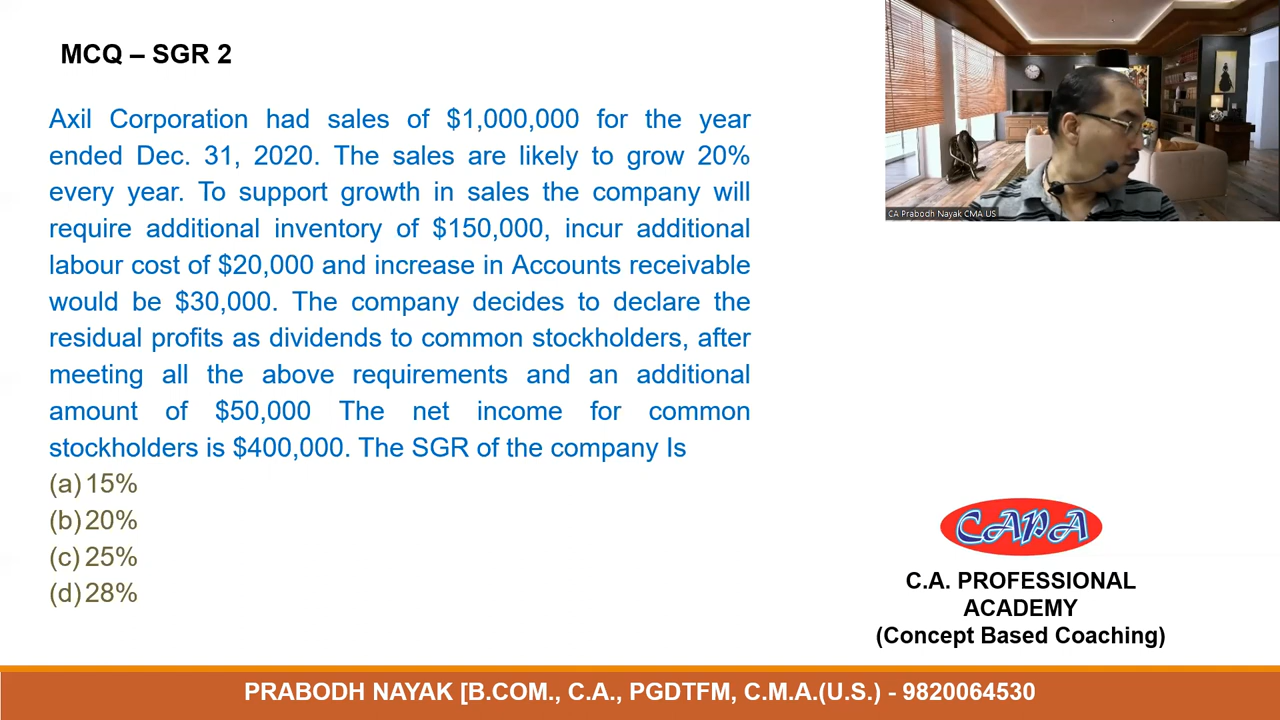 MCQ – SGR 2
Axil Corporation had sales of $1,000,000 for the year
ended Dec. 31, 2020. The sales are likely to grow 20%
every year. To support growth in sales the company will
require additional inventory of $150,000, incur additional
labour cost of $20,000 and increase in Accounts receivable
would be $30,000. The company decides to declare the
residual profits as dividends to common stockholders, after
meeting all the above requirements and an additional
amount of $50,000 The net income for common
stockholders is $400,000. The SGR of the company Is
(a) 15%
(b) 20%
(c) 25%
(d) 28%
CA Prabodh Nayak CMA US
CAPA
C.A. PROFESSIONAL
ACADEMY
(Concept Based Coaching)
PRABODH NAYAK [B.COM., C.A., PGDTFM, C.M.A.(U.S.) - 9820064530